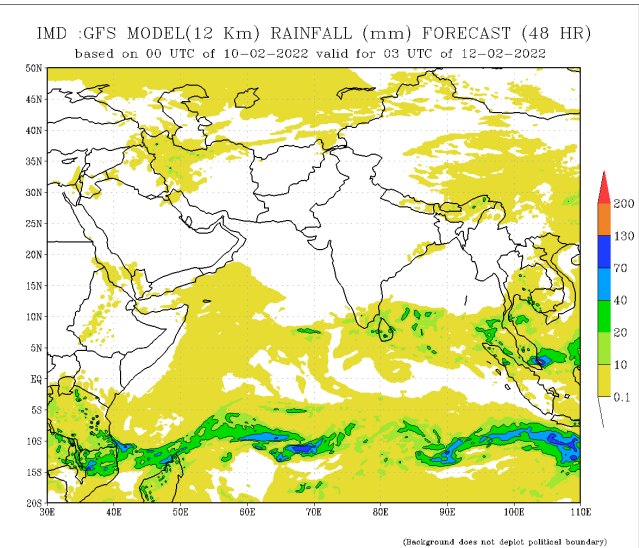 IMD :GFS MODEL(12 Km) RAINFALL (mm) FORECAST (48 HR)
based on 00 UTC of 10-02-2022 valid for 03 UTC of 12-02-2022
50N
45N
40N
35N
30N
25N
20N
15N
10N
5N
EQ
5S
10S
15S
20S
30E 40E 50E 60E 70E 80E 90E 100E 110E
200
130
70
40
20
10
0.1
(Background does not depict political boundary)